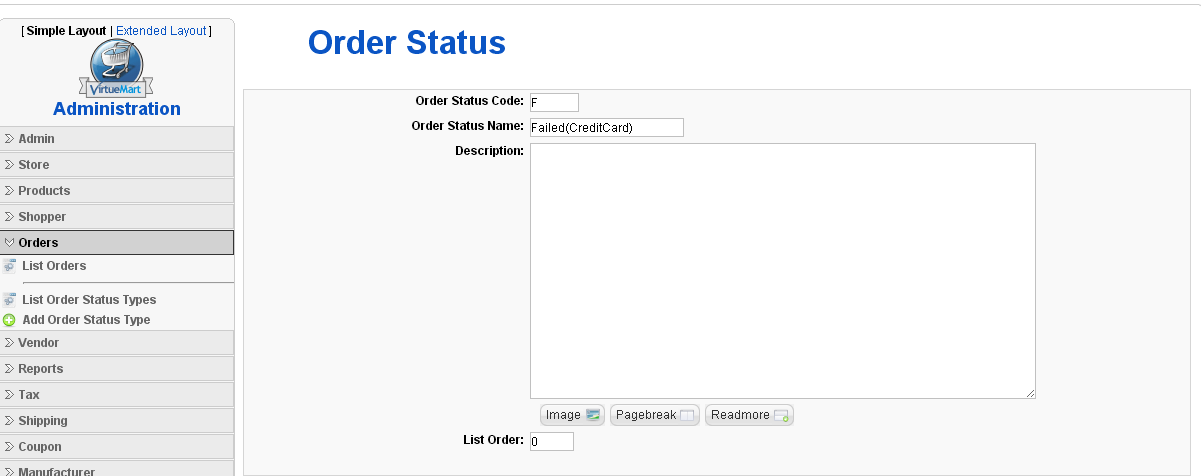 [ Simple Layout | Extended Layout ]
VirtueMart
Administration
Admin
Store
Products
Shopper
Orders
List Orders
List Order Status Types
Add Order Status Type
Vendor
Reports
Tax
Shipping
Coupon
Manufacturer
Order Status
Order Status Code: F
Order Status Name: Failed(CreditCard)
Description:
Image Pagebreak Readmore
List Order: 0